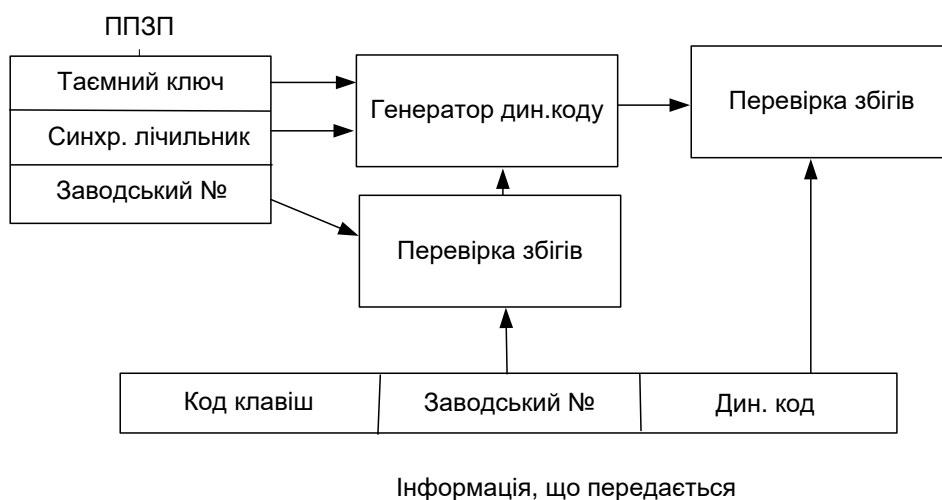 ППЗП
Таємний ключ
Синхр. лічильник
Заводський №
Генератор дин.коду
Перевірка збігів
Перевірка збігів
Код клавіш
Заводський №
Дин. код
Інформація, що передається